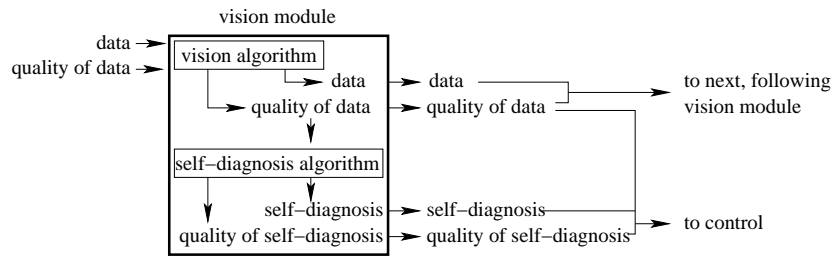 vision module
data
quality of data
vision algorithm
data
data
quality of data
quality of data
to next, following
vision module
self−diagnosis algorithm
self−diagnosis
self−diagnosis
quality of self−diagnosis
quality of self−diagnosis
to control